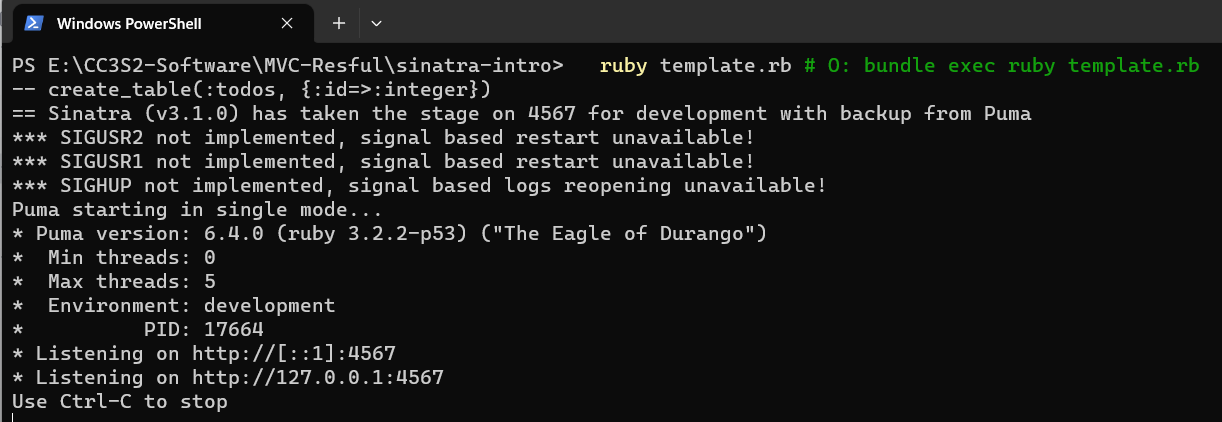 Windows PowerShell
PS E:\CC3S2-Software\MVC-Resful\sinatra-intro>   ruby template.rb # O: bundle exec ruby template.rb
-- create_table(:todos, {:id=>:integer})
== Sinatra (v3.1.0) has taken the stage on 4567 for development with backup from Puma
*** SIGUSR2 not implemented, signal based restart unavailable!
*** SIGUSR1 not implemented, signal based restart unavailable!
*** SIGHUP not implemented, signal based logs reopening unavailable!
Puma starting in single mode...
* Puma version: 6.4.0 (ruby 3.2.2-p53) ("The Eagle of Durango")
*  Min threads: 0
*  Max threads: 5
*  Environment: development
*          PID: 17664
* Listening on http://[::1]:4567
* Listening on http://127.0.0.1:4567
Use Ctrl-C to stop